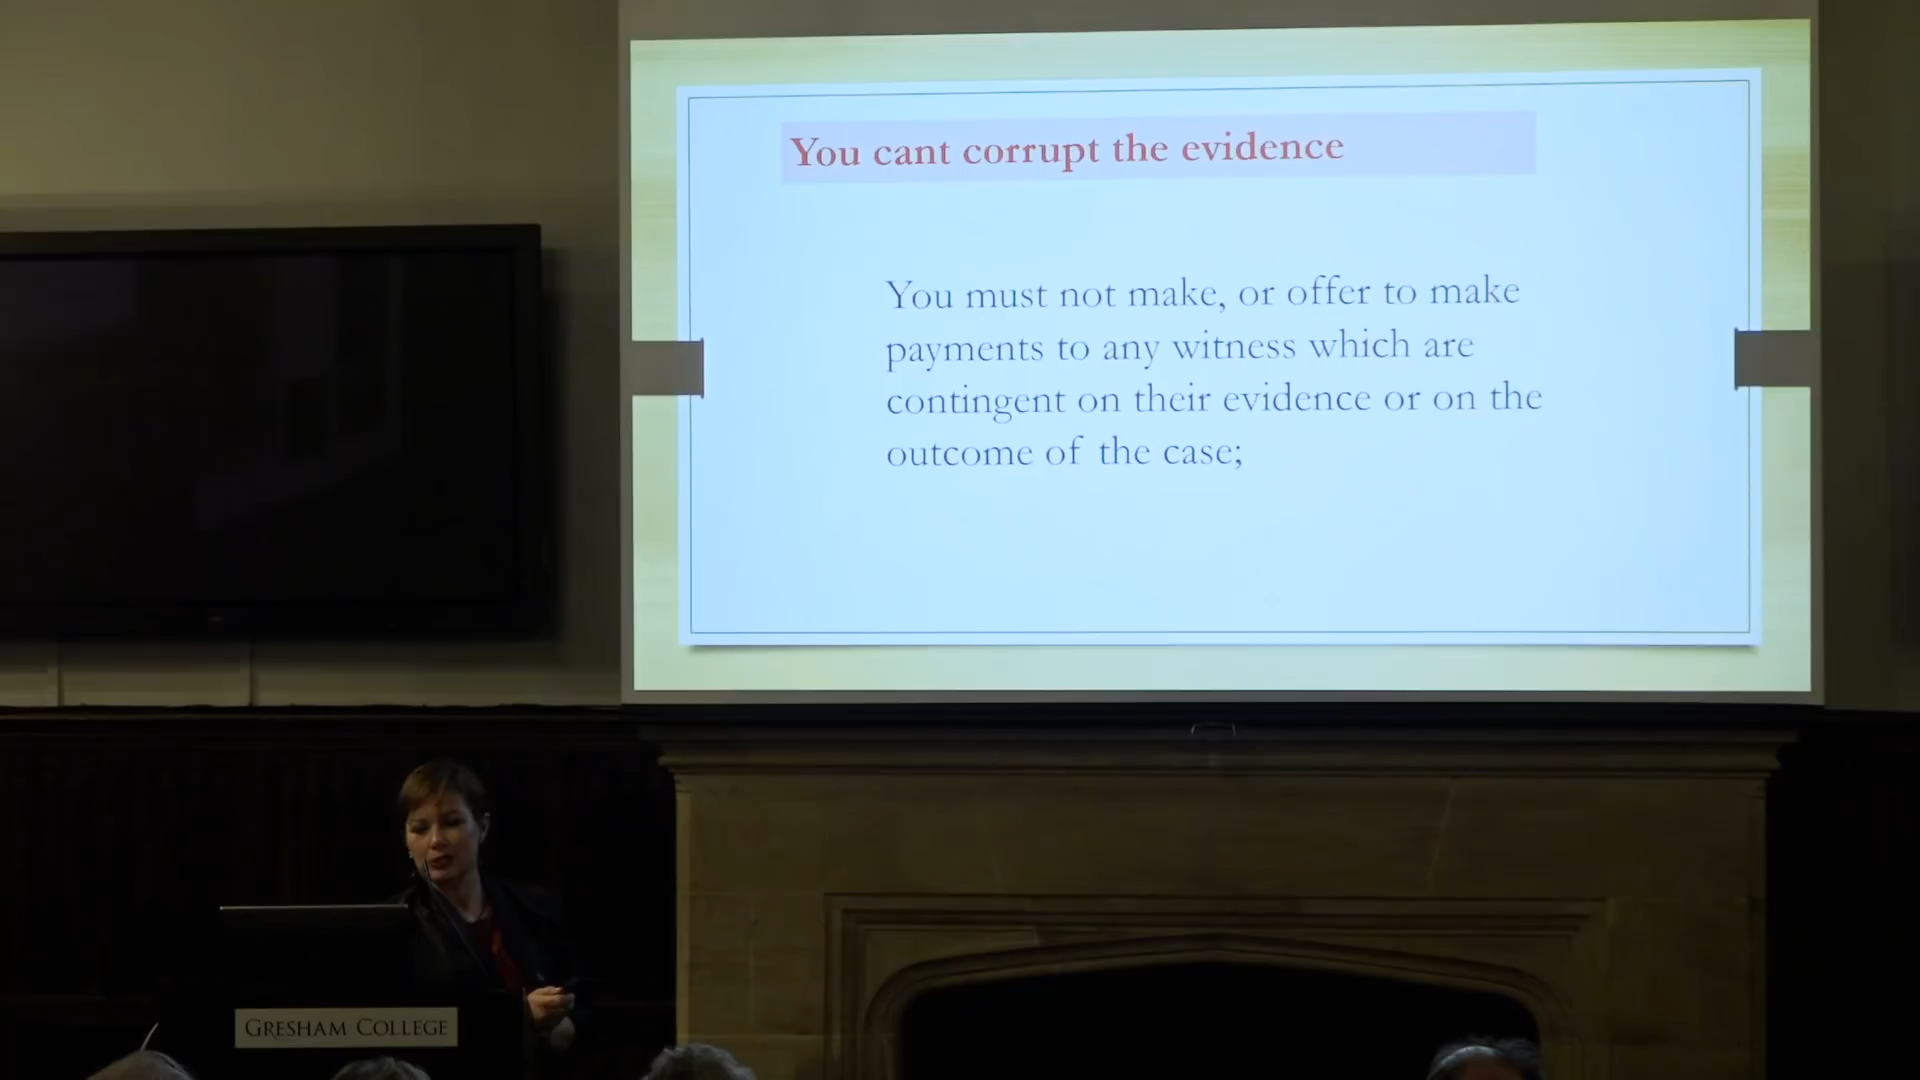 You cant corrupt the evidence
You must not make, or offer to make
payments to any witness which are
contingent on their evidence or on the
outcome of the case;
GRESHAM COLLEGE